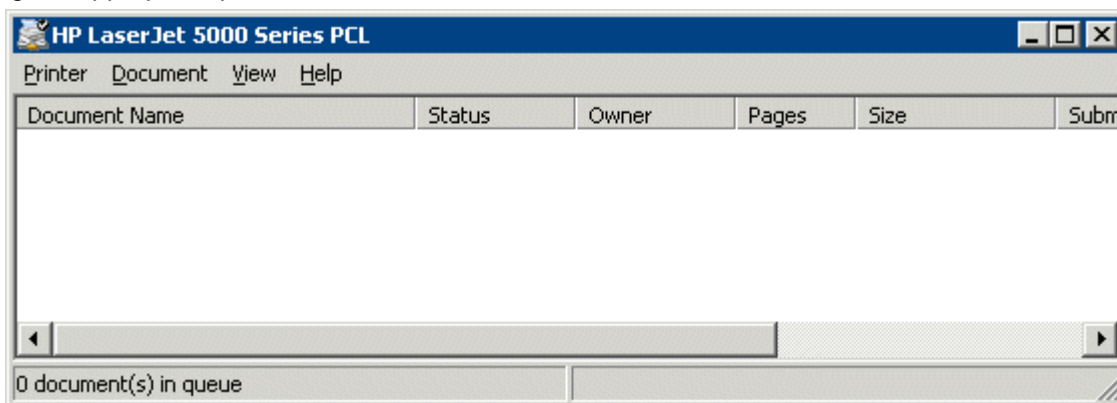 HP LaserJet 5000 Series PCL
Printer Document View Help
Document Name Status Owner Pages Size Subm
0 document(s) in queue